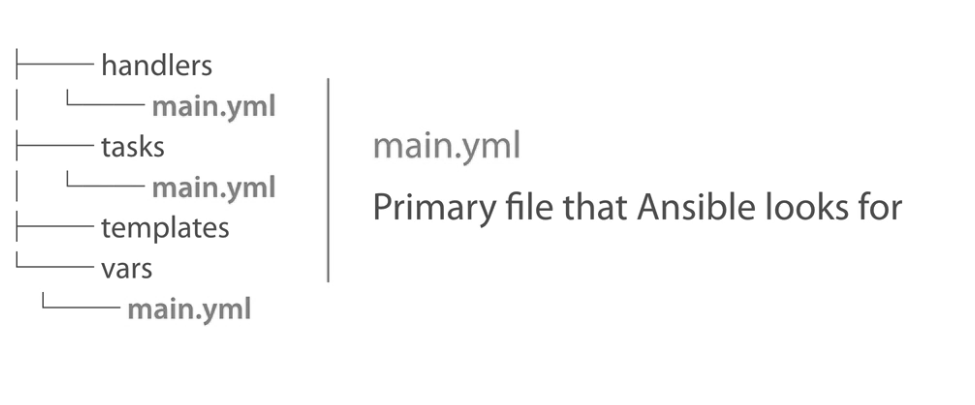 handlers
main.yml
tasks
main.yml
templates
vars
main.yml
main.yml
Primary file that Ansible looks for